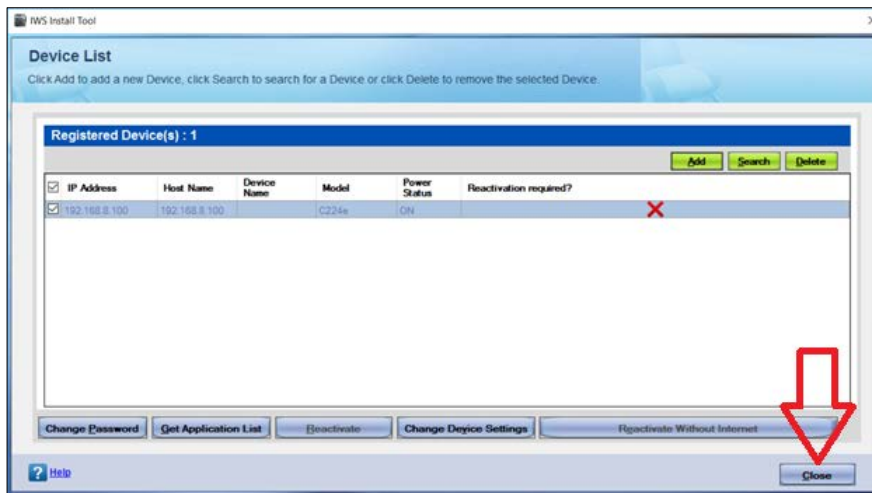 IWS Install Tool
Device List
Click Add to add a new Device, click Search to search for a Device or click Delete to remove the selected Device.
Registered Device(s) : 1
Add Search Delete
IP Address Host Name Device Name Model Power Status Reactivation required?
192.168.8.100 192.168.8.100 C224e ON
Change Password Get Application List Reactivate Change Device Settings Reactivate Without Internet
Help Close